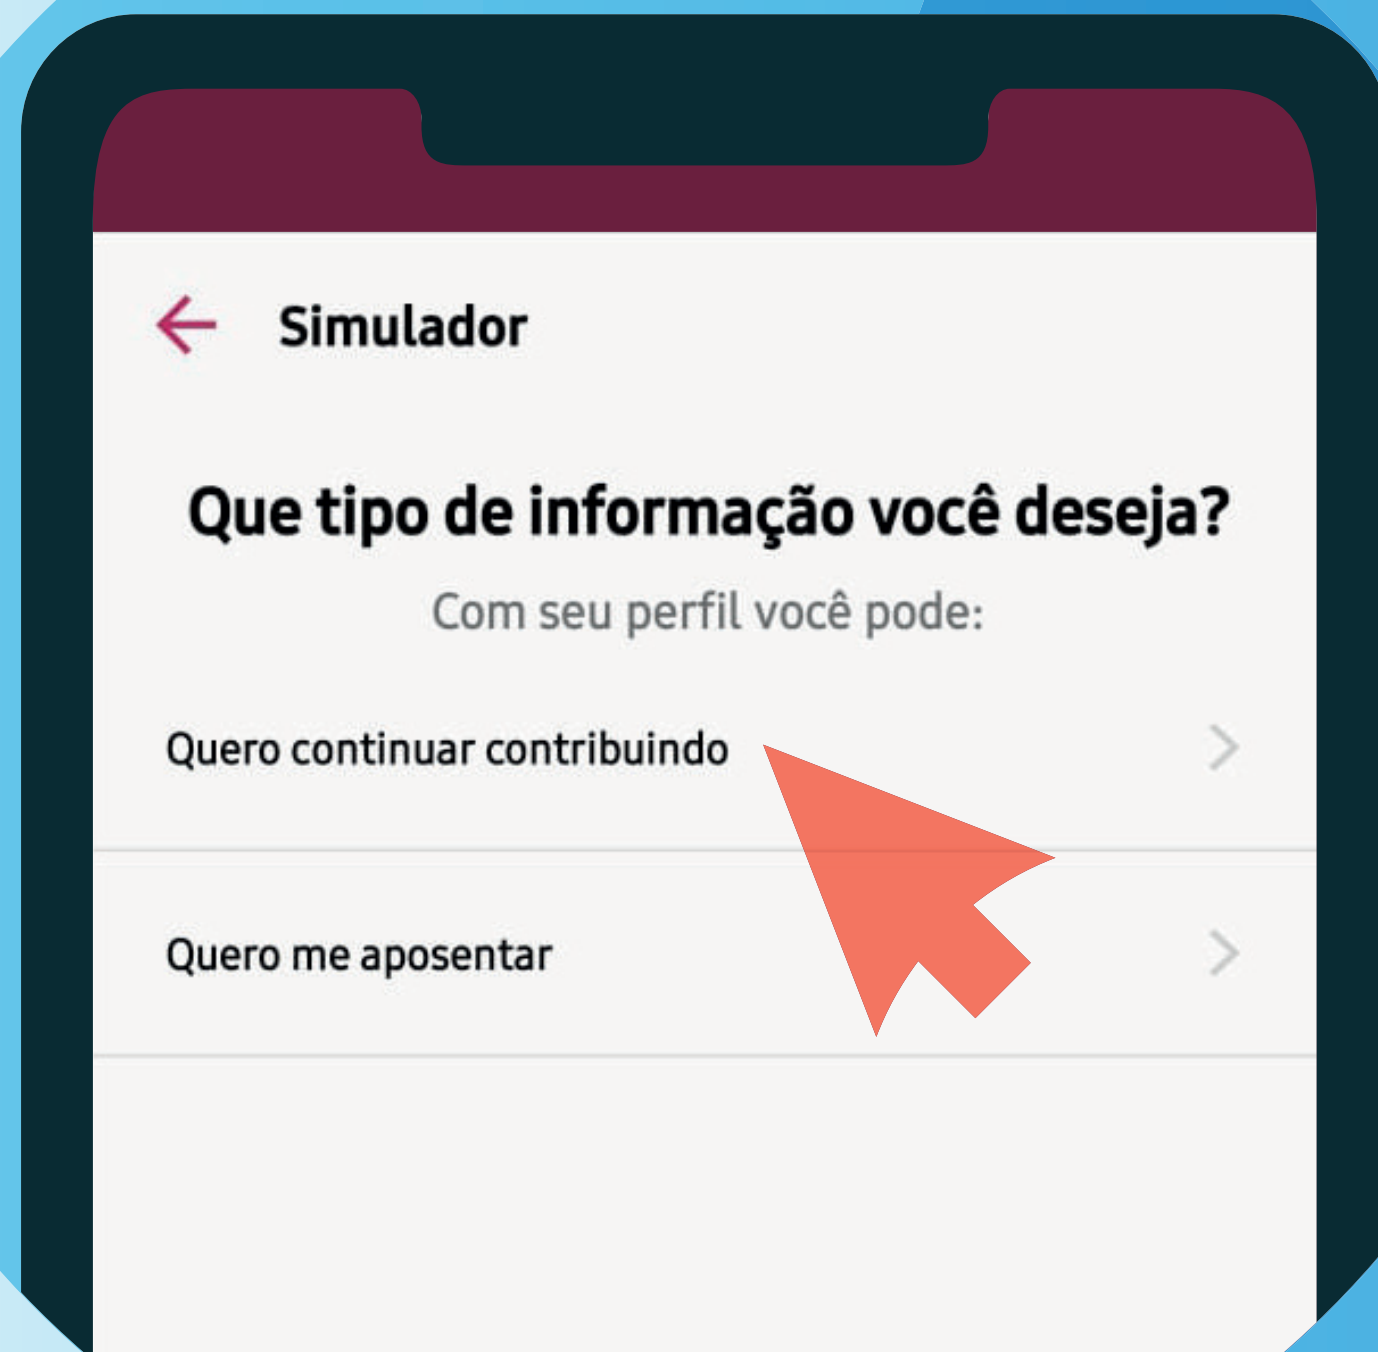 Simulador
Que tipo de informação você deseja?
Com seu perfil você pode:
Quero continuar contribuindo
Quero me aposentar